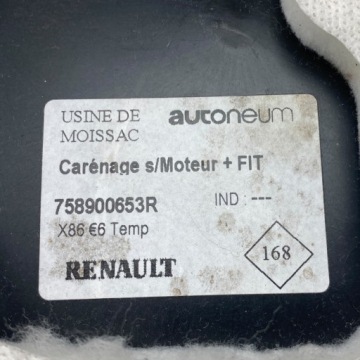 USINE DE
MOISSAC
autoneum
Carénage s/Moteur + FIT
758900653R
IND : ---
X86 €6 Temp
RENAULT
168